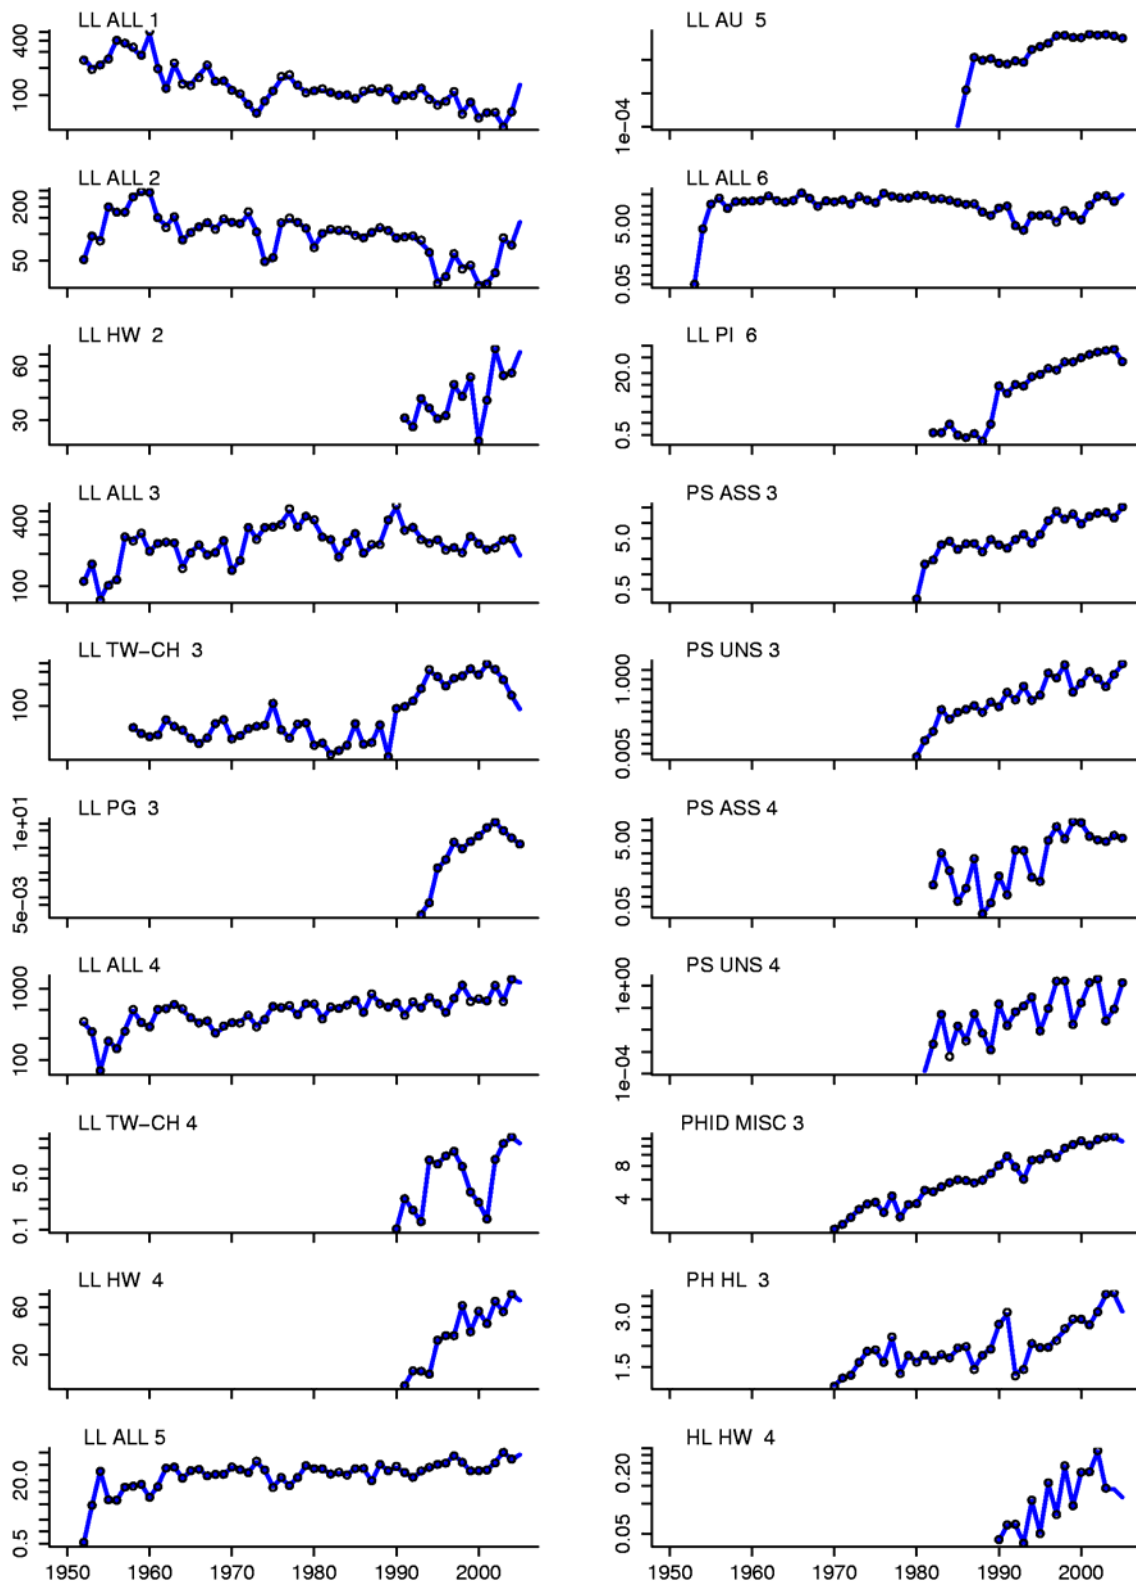 LL ALL 1
400
100
LL ALL 2
200
50
LL HW 2
60
30
LL ALL 3
400
100
LL TW−CH 3
100
LL PG 3
1e+01
5e−03
LL ALL 4
1000
100
LL TW−CH 4
5.0
0.1
LL HW 4
60
20
LL ALL 5
20.0
0.5
1950 1960 1970 1980 1990 2000
LL AU 5
1e−04
LL ALL 6
5.00
0.05
LL PI 6
20.0
0.5
PS ASS 3
5.0
0.5
PS UNS 3
1.000
0.005
PS ASS 4
5.00
0.05
PS UNS 4
1e+00
1e−04
PHID MISC 3
8
4
PH HL 3
3.0
1.5
HL HW 4
0.20
0.05
1950 1960 1970 1980 1990 2000